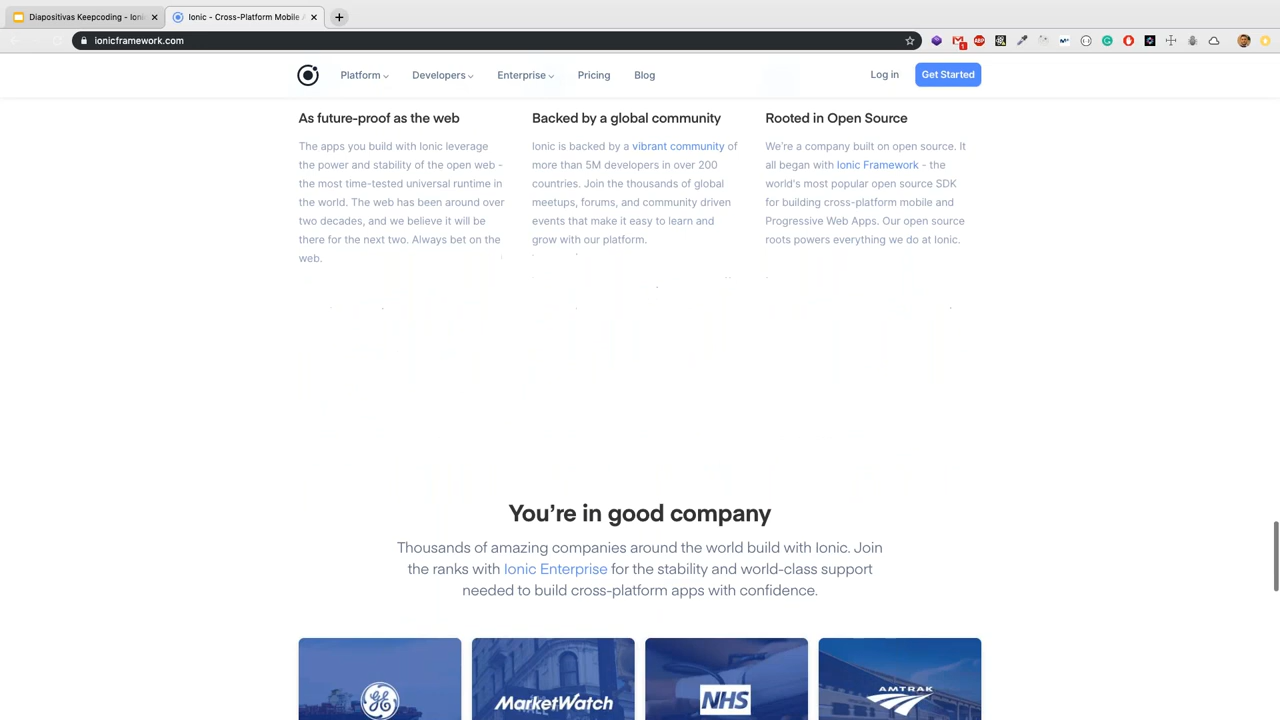 Diapositivas Keepcoding - Ioni
Ionic - Cross-Platform Mobile A
ionicframework.com
1
Platform
Developers
Enterprise
Pricing
Blog
Log in
Get Started
As future-proof as the web
The apps you build with Ionic leverage
the power and stability of the open web -
the most time-tested universal runtime in
the world. The web has been around over
two decades, and we believe it will be
there for the next two. Always bet on the
web.
Backed by a global community
Ionic is backed by a vibrant community of
more than 5M developers in over 200
countries. Join the thousands of global
meetups, forums, and community driven
events that make it easy to learn and
grow with our platform.
Rooted in Open Source
We're a company built on open source. It
all began with Ionic Framework - the
world's most popular open source SDK
for building cross-platform mobile and
Progressive Web Apps. Our open source
roots powers everything we do at Ionic.
You're in good company
Thousands of amazing companies around the world build with Ionic. Join
the ranks with Ionic Enterprise for the stability and world-class support
needed to build cross-platform apps with confidence.
GE
MarketWatch
NHS
AMTRAK